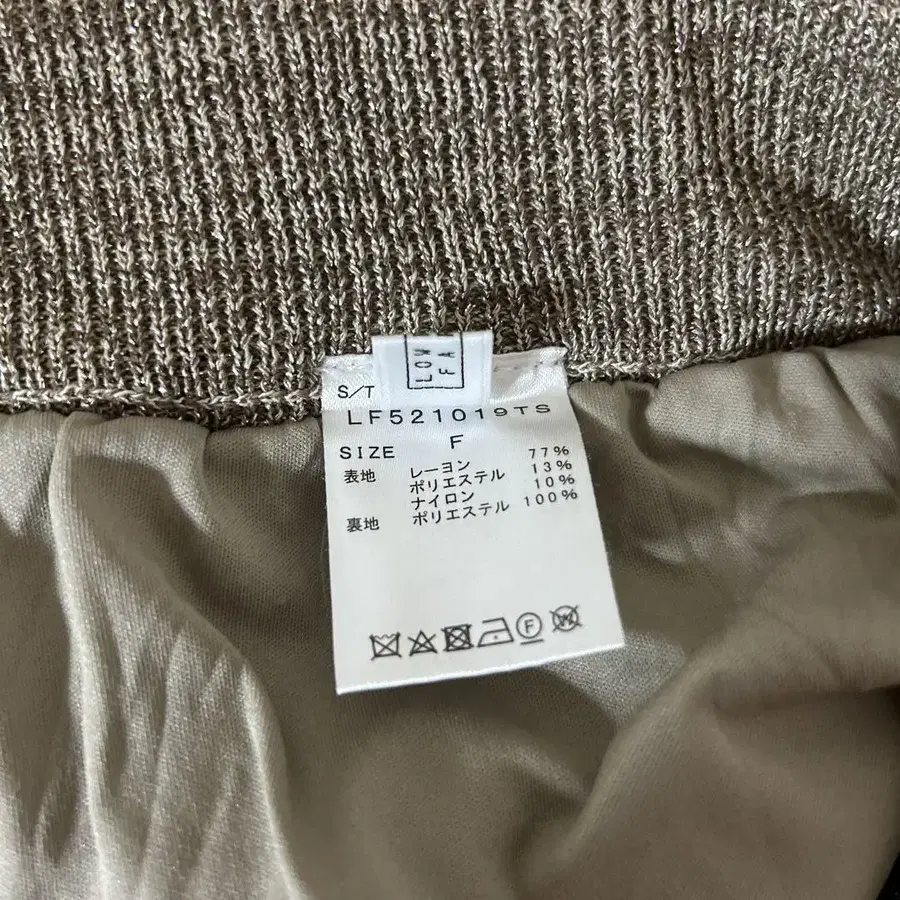 LOW
FA
S/T
LF521019TS
SIZE F
表地 レーヨン 77%
ポリエステル 13%
ナイロン 10%
裏地 ポリエステル 100%
F
W